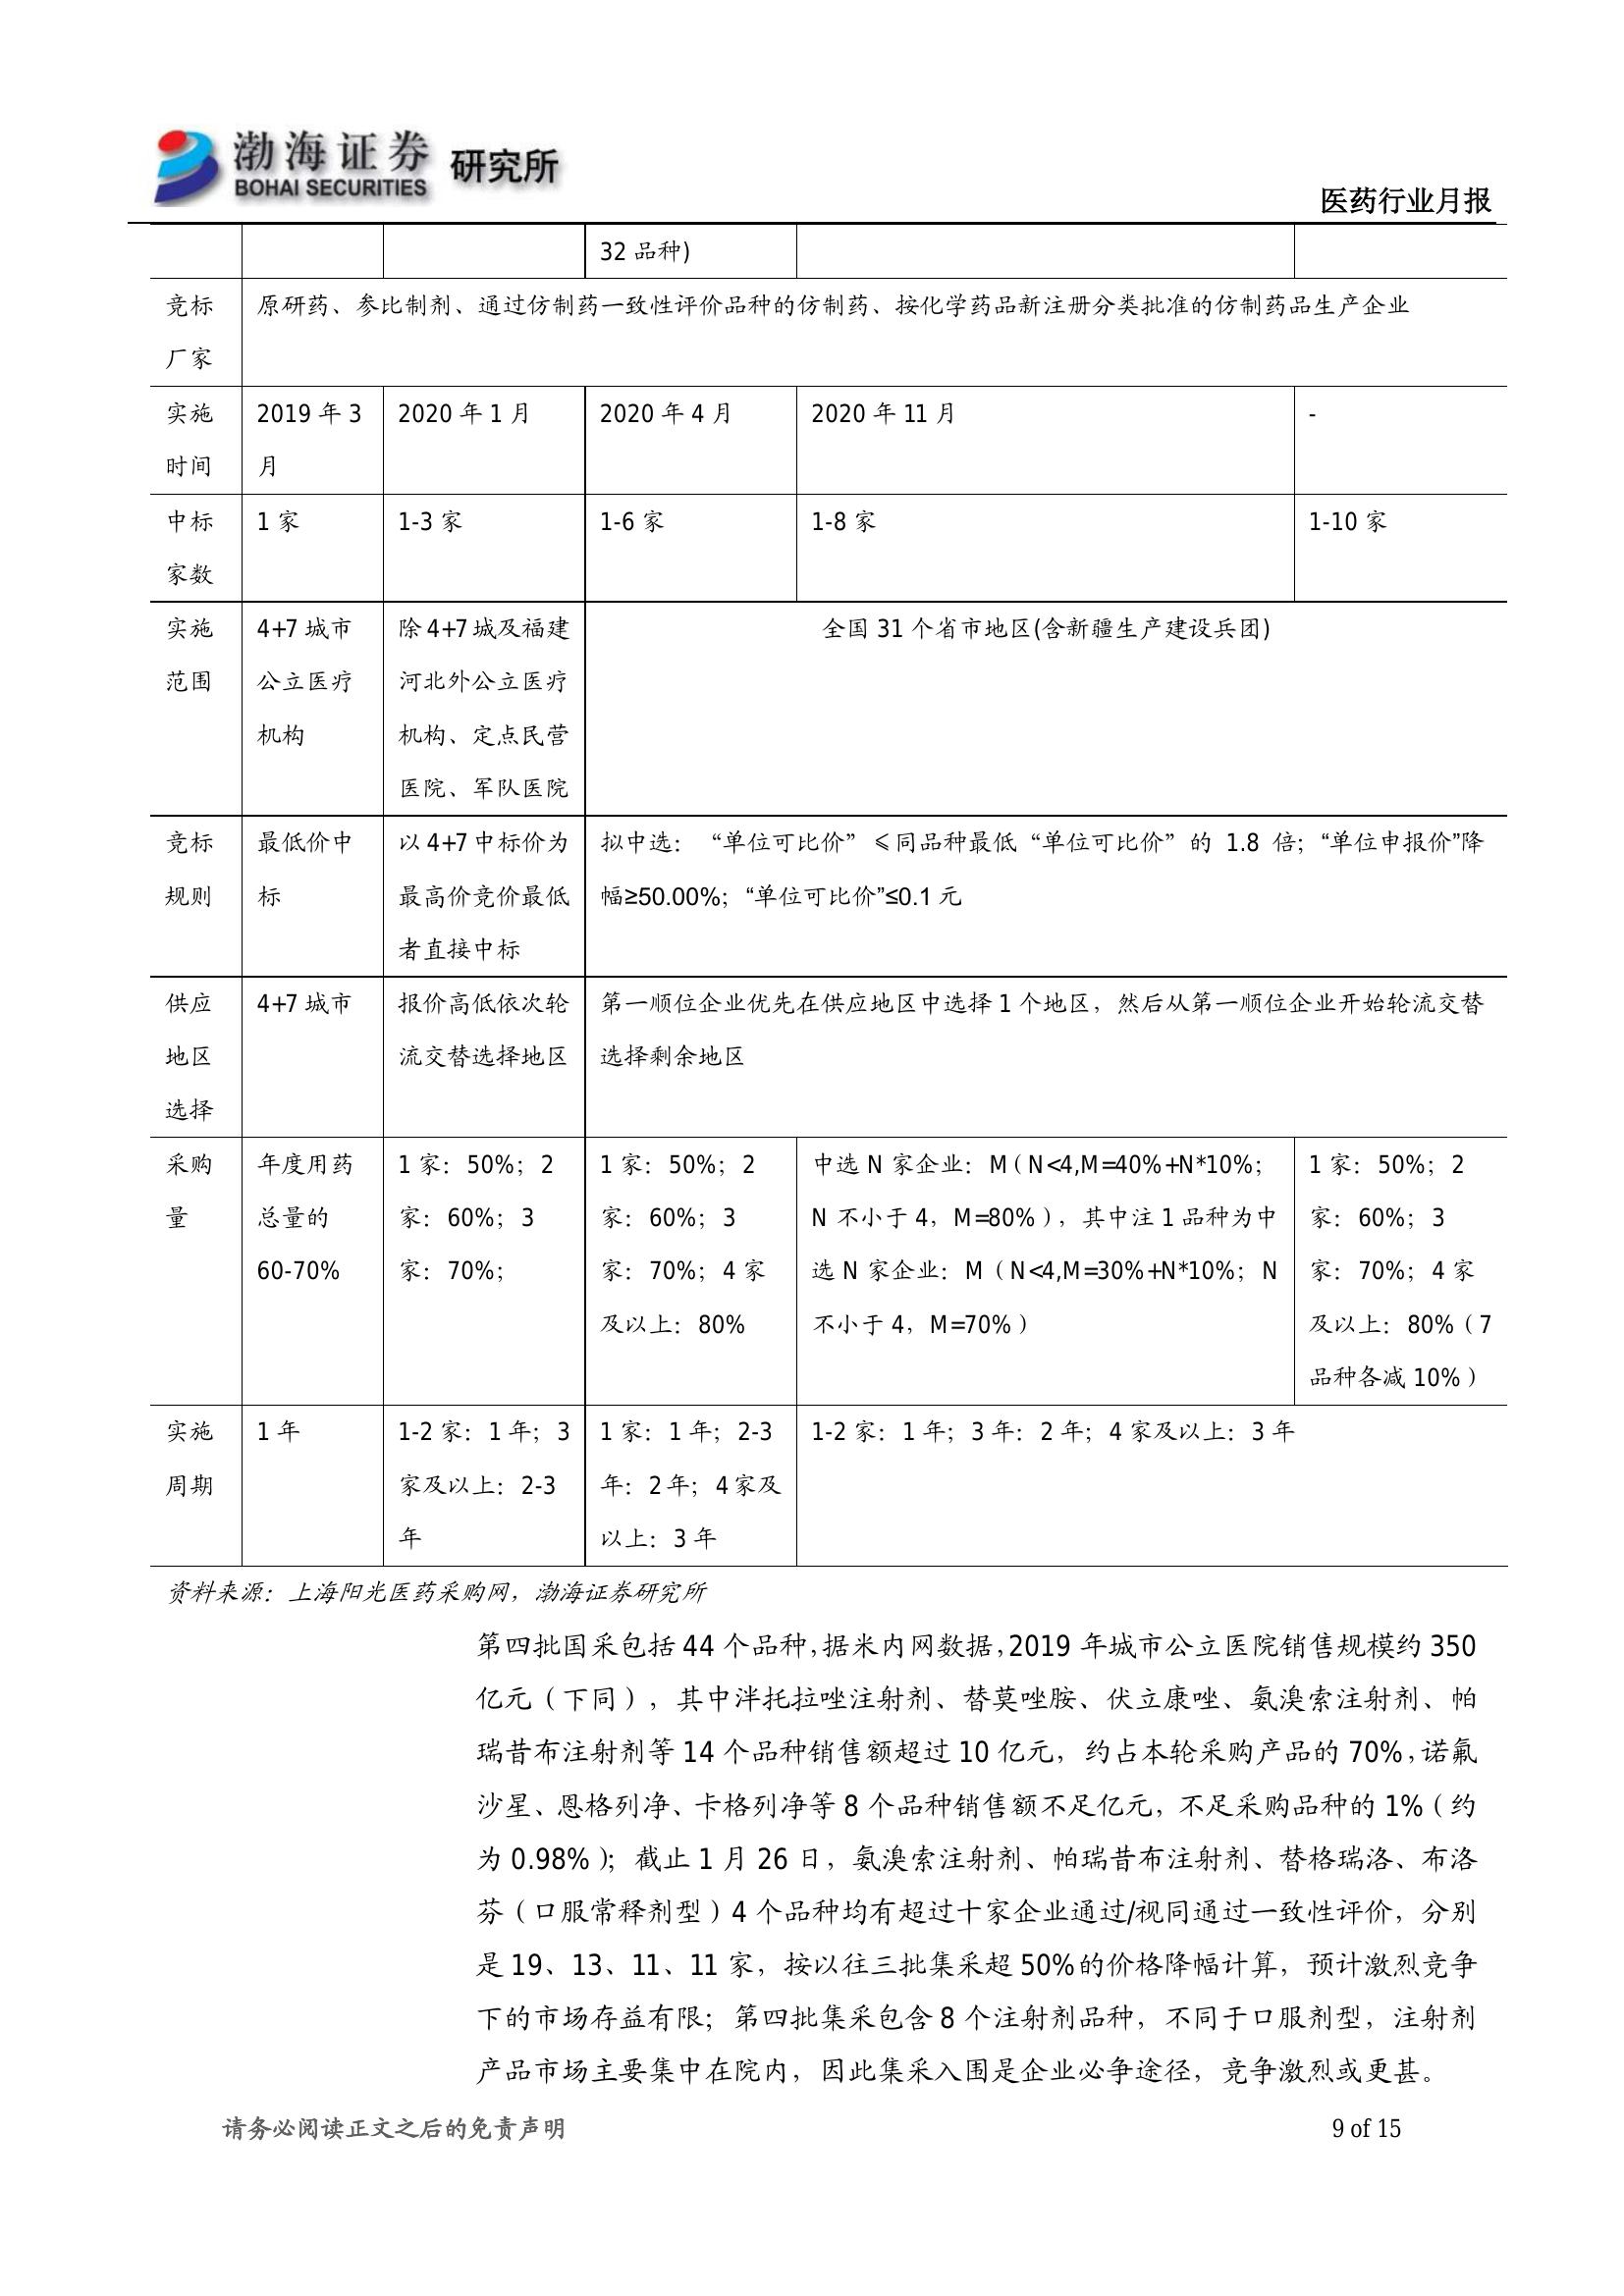 渤海证券 研究所
BOHAI SECURITIES
医药行业月报
32 品种)
竞标
厂家
原研药、参比制剂、通过仿制药一致性评价品种的仿制药、按化学药品新注册分类批准的仿制药品生产企业
实施
时间
2019 年 3
月
2020 年 1 月
2020 年 4 月
2020 年 11 月
-
中标
家数
1 家
1-3 家
1-6 家
1-8 家
1-10 家
实施
范围
4+7 城市
公立医疗
机构
除 4+7 城及福建
河北外公立医疗
机构、定点民营
医院、军队医院
全国 31 个省市地区(含新疆生产建设兵团)
竞标
规则
最低价中
标
以 4+7 中标价为
最高价竞价最低
者直接中标
拟中选： “单位可比价” ≤同品种最低“单位可比价”的 1.8 倍；“单位申报价”降
幅≥50.00%；“单位可比价”≤0.1 元
供应
地区
选择
4+7 城市
报价高低依次轮
流交替选择地区
第一顺位企业优先在供应地区中选择 1 个地区，然后从第一顺位企业开始轮流交替
选择剩余地区
采购
量
年度用药
总量的
60-70%
1 家：50%；2
家：60%；3
家：70%；
1 家：50%；2
家：60%；3
家：70%；4 家
及以上：80%
中选 N 家企业：M（N<4,M=40%+N*10%；
N 不小于 4，M=80%），其中注 1 品种为中
选 N 家企业：M（N<4,M=30%+N*10%；N
不小于 4，M=70%）
1 家：50%；2
家：60%；3
家：70%；4 家
及以上：80%（7
品种各减 10%）
实施
周期
1 年
1-2 家：1 年；3
家及以上：2-3
年
1 家：1 年；2-3
年：2 年；4 家及
以上：3 年
1-2 家：1 年；3 年：2 年；4 家及以上：3 年
资料来源：上海阳光医药采购网，渤海证券研究所
第四批国采包括 44 个品种,据米内网数据,2019 年城市公立医院销售规模约 350
亿元（下同），其中泮托拉唑注射剂、替莫唑胺、伏立康唑、氨溴索注射剂、帕
瑞昔布注射剂等 14 个品种销售额超过 10 亿元，约占本轮采购产品的 70%,诺氟
沙星、恩格列净、卡格列净等 8 个品种销售额不足亿元，不足采购品种的 1%（约
为 0.98%）；截止 1 月 26 日，氨溴索注射剂、帕瑞昔布注射剂、替格瑞洛、布洛
芬（口服常释剂型）4 个品种均有超过十家企业通过/视同通过一致性评价，分别
是 19、13、11、11 家，按以往三批集采超 50%的价格降幅计算，预计激烈竞争
下的市场存益有限；第四批集采包含 8 个注射剂品种，不同于口服剂型，注射剂
产品市场主要集中在院内，因此集采入围是企业必争途径，竞争激烈或更甚。
请务必阅读正文之后的免责声明
9 of 15